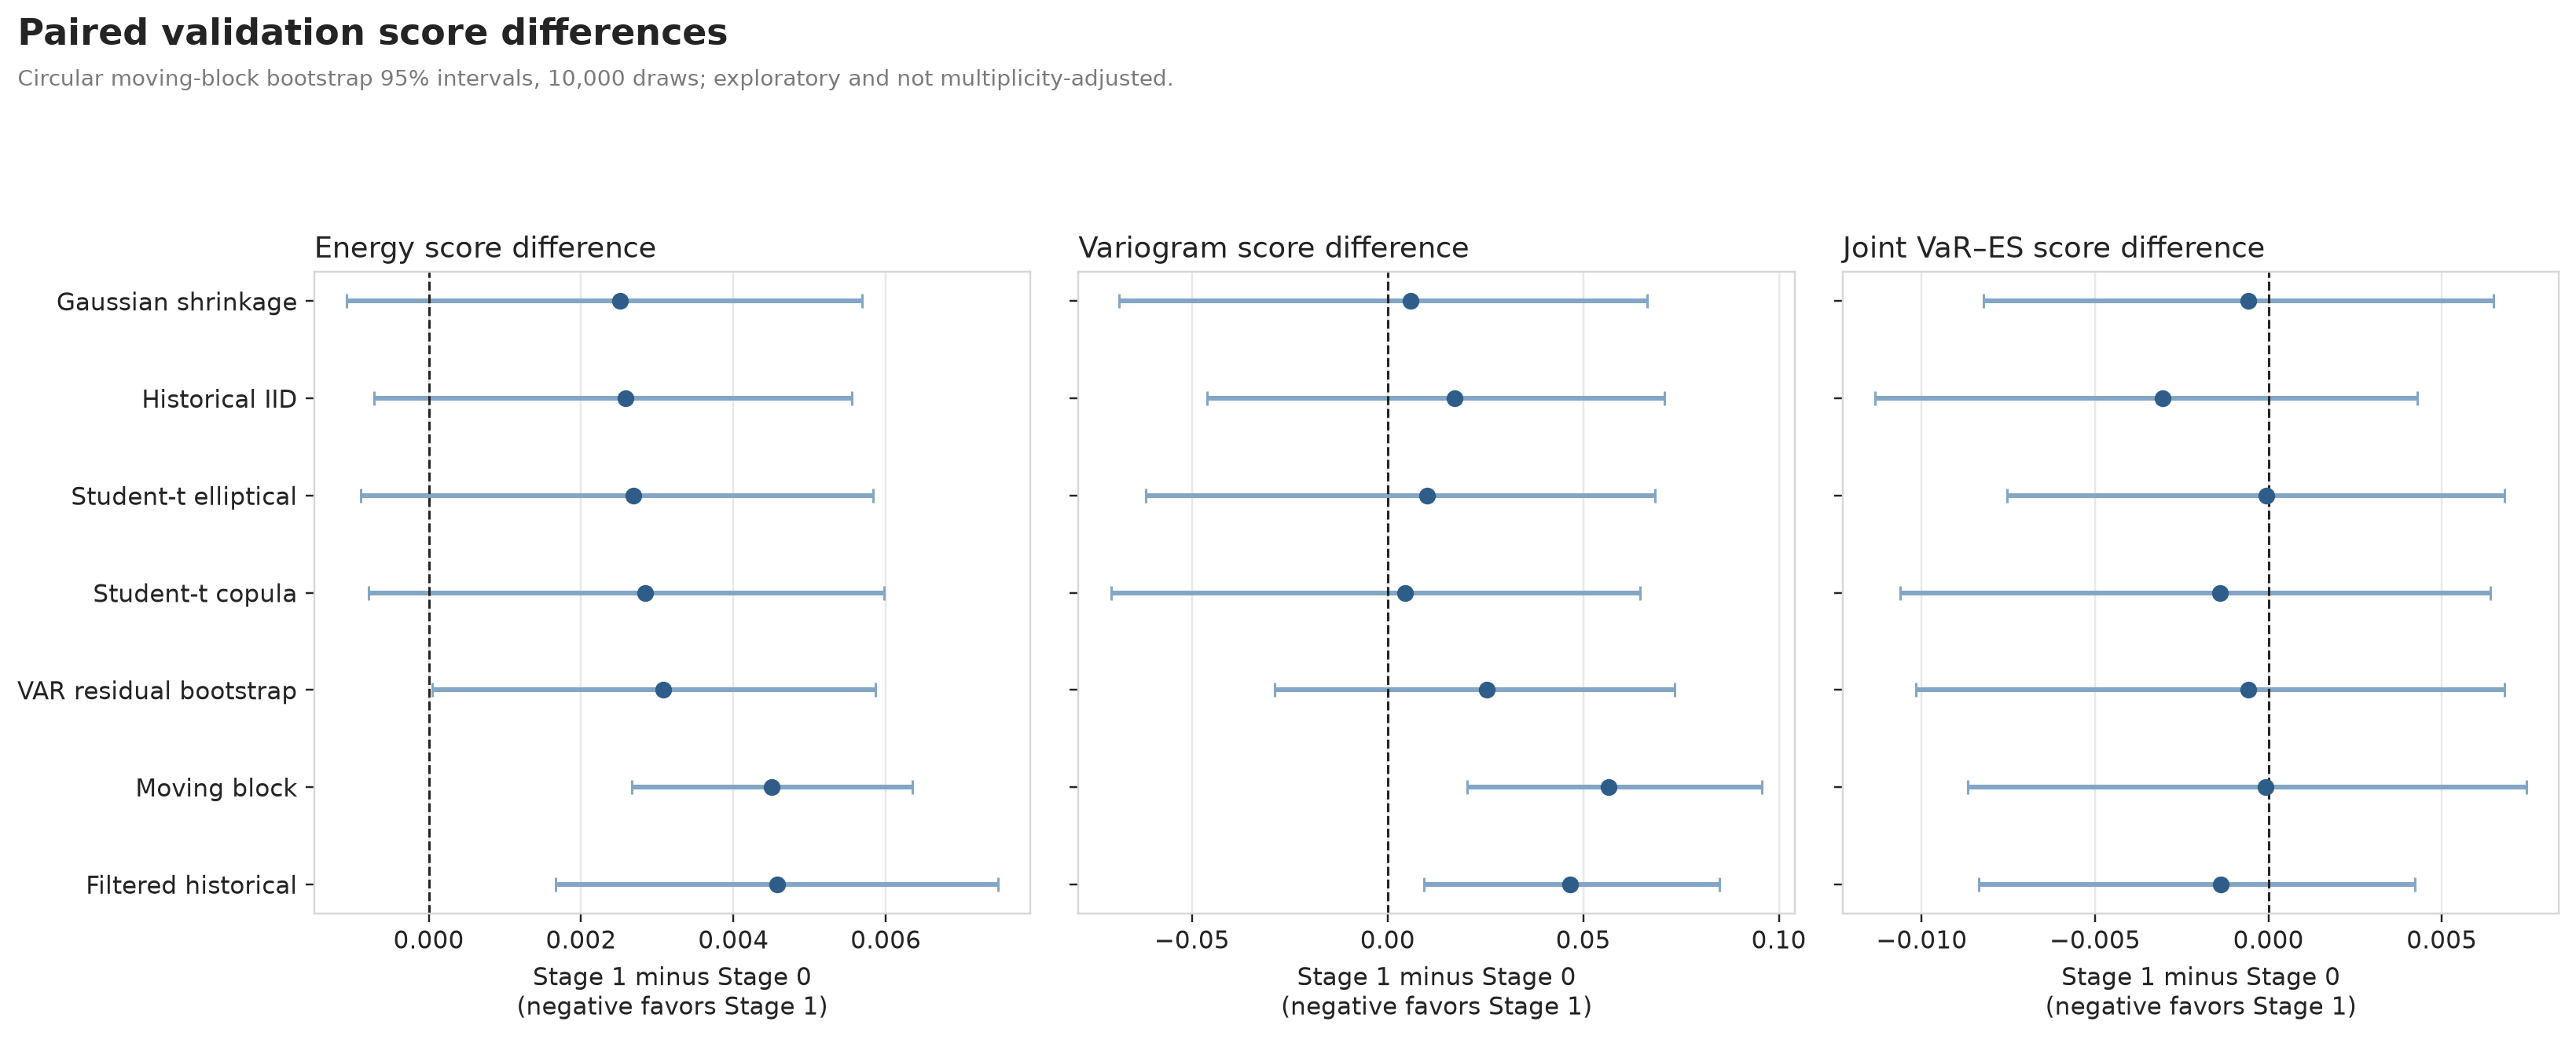 Paired validation score differences
Circular moving-block bootstrap 95% intervals, 10,000 draws; exploratory and not multiplicity-adjusted.
Energy score difference
Variogram score difference
Joint VaR–ES score difference
Gaussian shrinkage
Historical IID
Student-t elliptical
Student-t copula
VAR residual bootstrap
Moving block
Filtered historical
0.000 0.002 0.004 0.006
−0.05 0.00 0.05 0.10
−0.010 −0.005 0.000 0.005
Stage 1 minus Stage 0
(negative favors Stage 1)
Stage 1 minus Stage 0
(negative favors Stage 1)
Stage 1 minus Stage 0
(negative favors Stage 1)